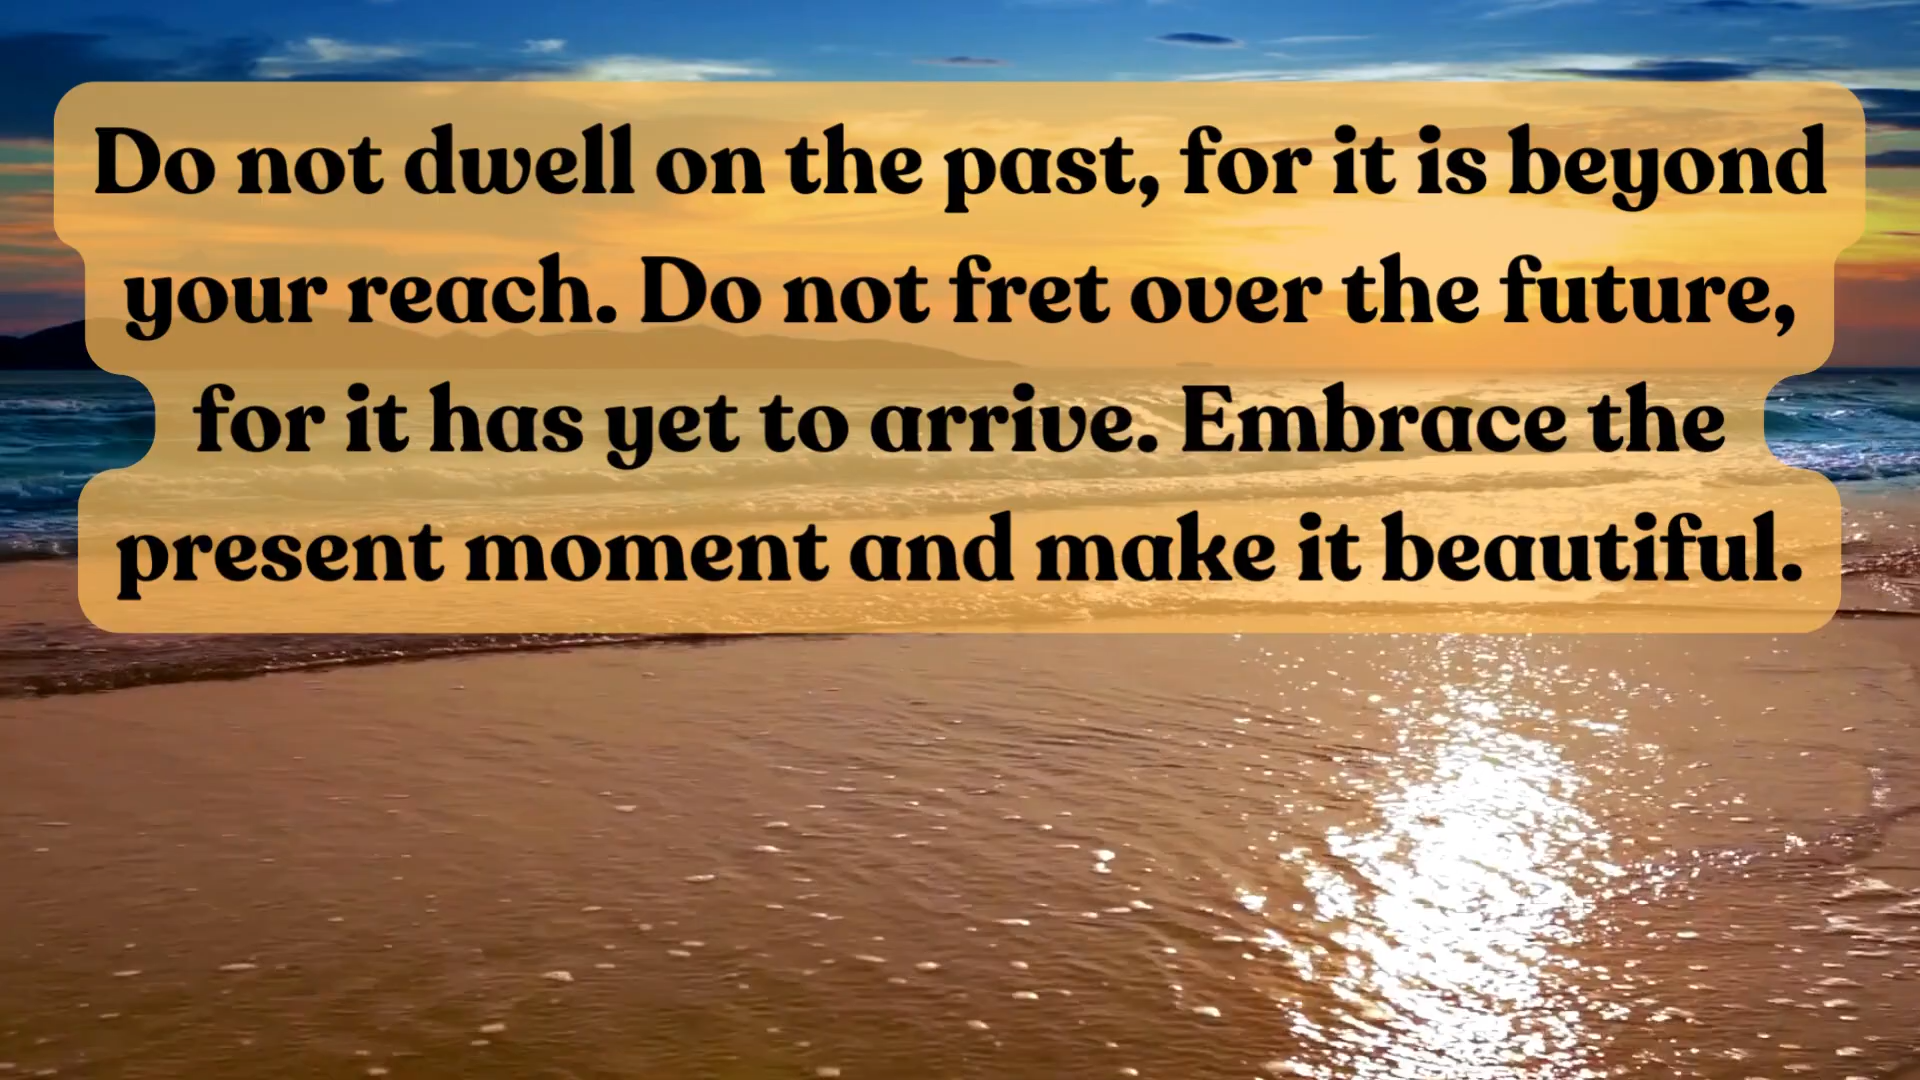 Do not dwell on the past, for it is beyond
your reach. Do not fret over the future,
for it has yet to arrive. Embrace the
present moment and make it beautiful.